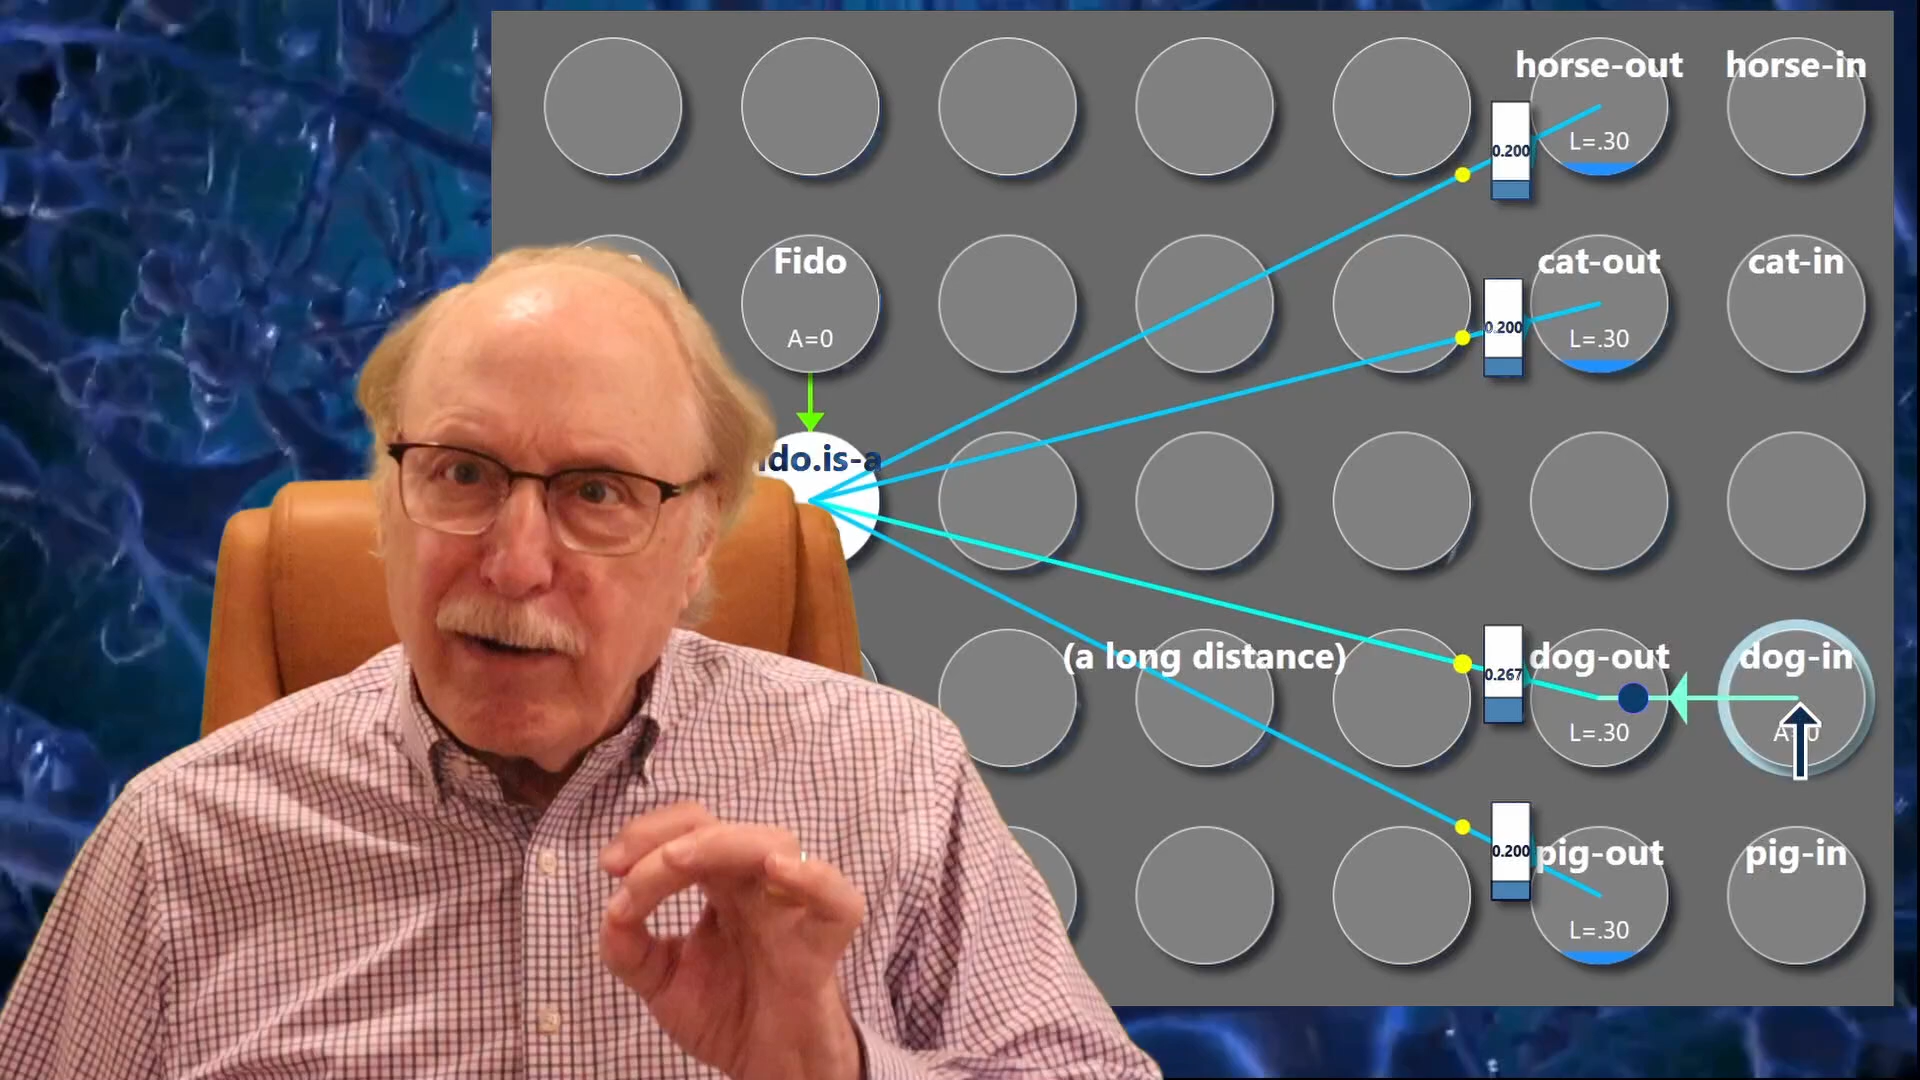 horse-out
horse-in
L=.30
0.200
Fido
cat-out
cat-in
A=0
0.200
L=.30
do.is-a
(a long distance)
dog-out
dog-in
0.267
L=.30
0.200
pig-out
pig-in
L=.30